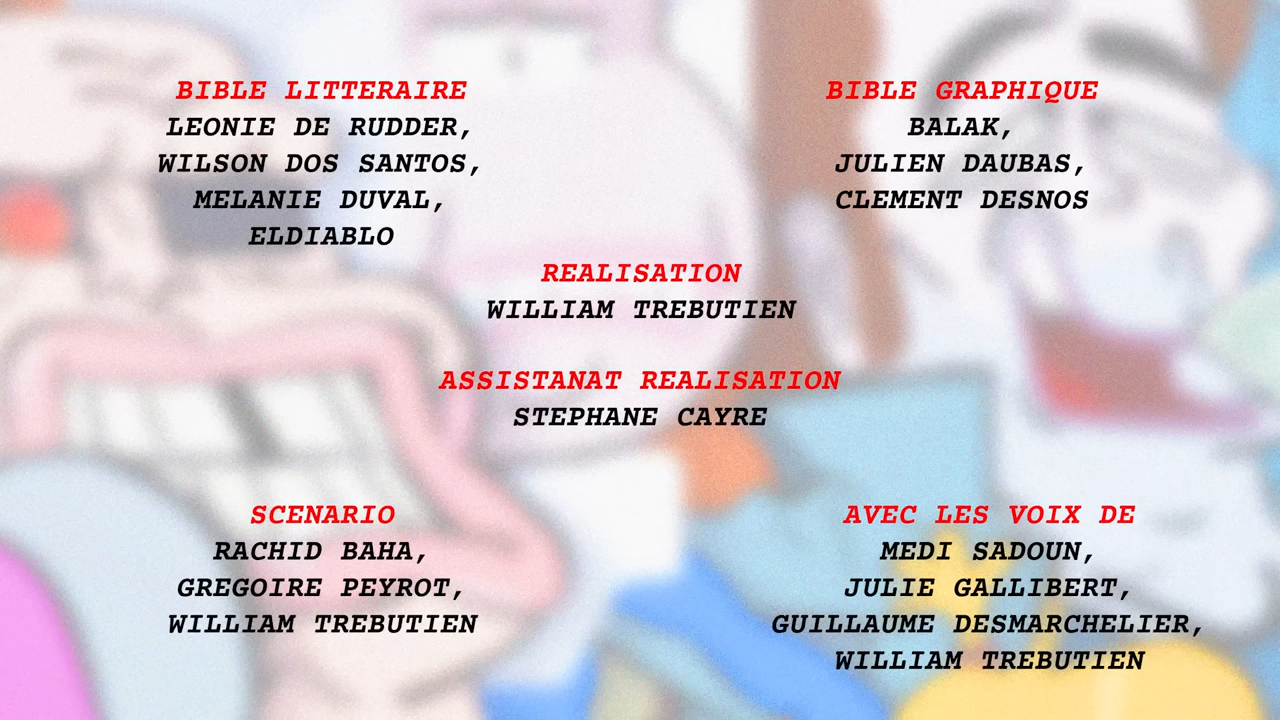 BIBLE LITTERAIRE
LEONIE DE RUDDER,
WILSON DOS SANTOS,
MELANIE DUVAL,
ELDIABLO
BIBLE GRAPHIQUE
BALAK,
JULIEN DAUBAS,
CLEMENT DESNOS
REALISATION
WILLIAM TREBUTIEN
ASSISTANAT REALISATION
STEPHANE CAYRE
SCENARIO
RACHID BAHA,
GREGOIRE PEYROT,
WILLIAM TREBUTIEN
AVEC LES VOIX DE
MEDI SADOUN,
JULIE GALLIBERT,
GUILLAUME DESMARCHELIER,
WILLIAM TREBUTIEN